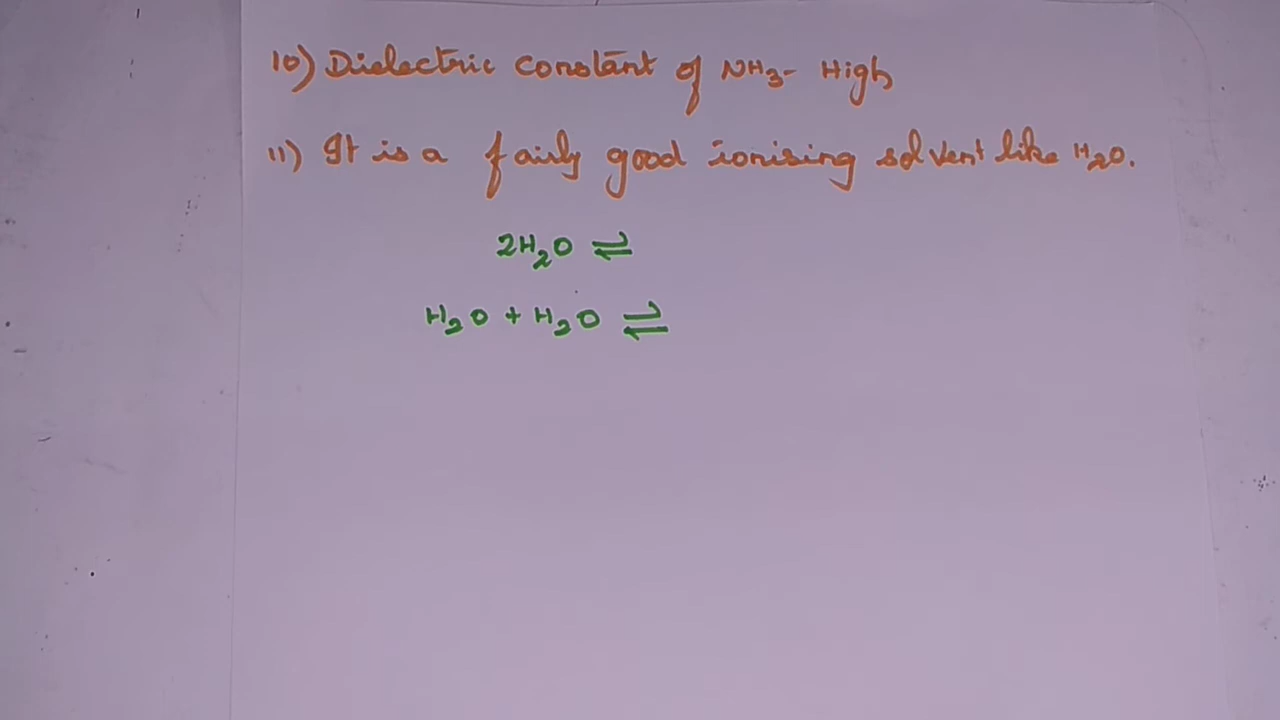 10) Dielectric constant of NH3- High
11) It is a fairly good ionising solvent like H2O.
2H2O ⇌
H2O + H2O ⇌